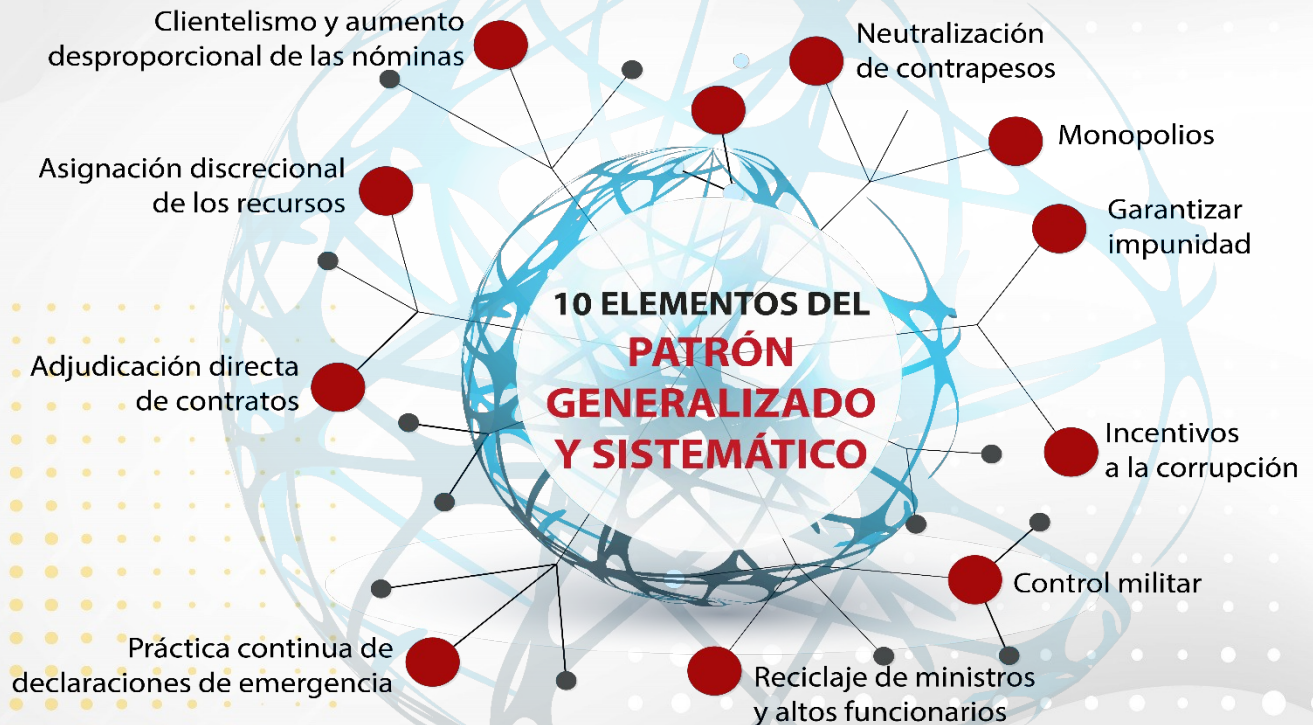 10 ELEMENTOS DEL
PATRÓN
GENERALIZADO
Y SISTEMÁTICO
Neutralización
de contrapesos
Monopolios
Garantizar
impunidad
Incentivos
a la corrupción
Control militar
Reciclaje de ministros
y altos funcionarios
Práctica continua de
declaraciones de emergencia
Adjudicación directa
de contratos
Asignación discrecional
de los recursos
Clientelismo y aumento
desproporcional de las nóminas